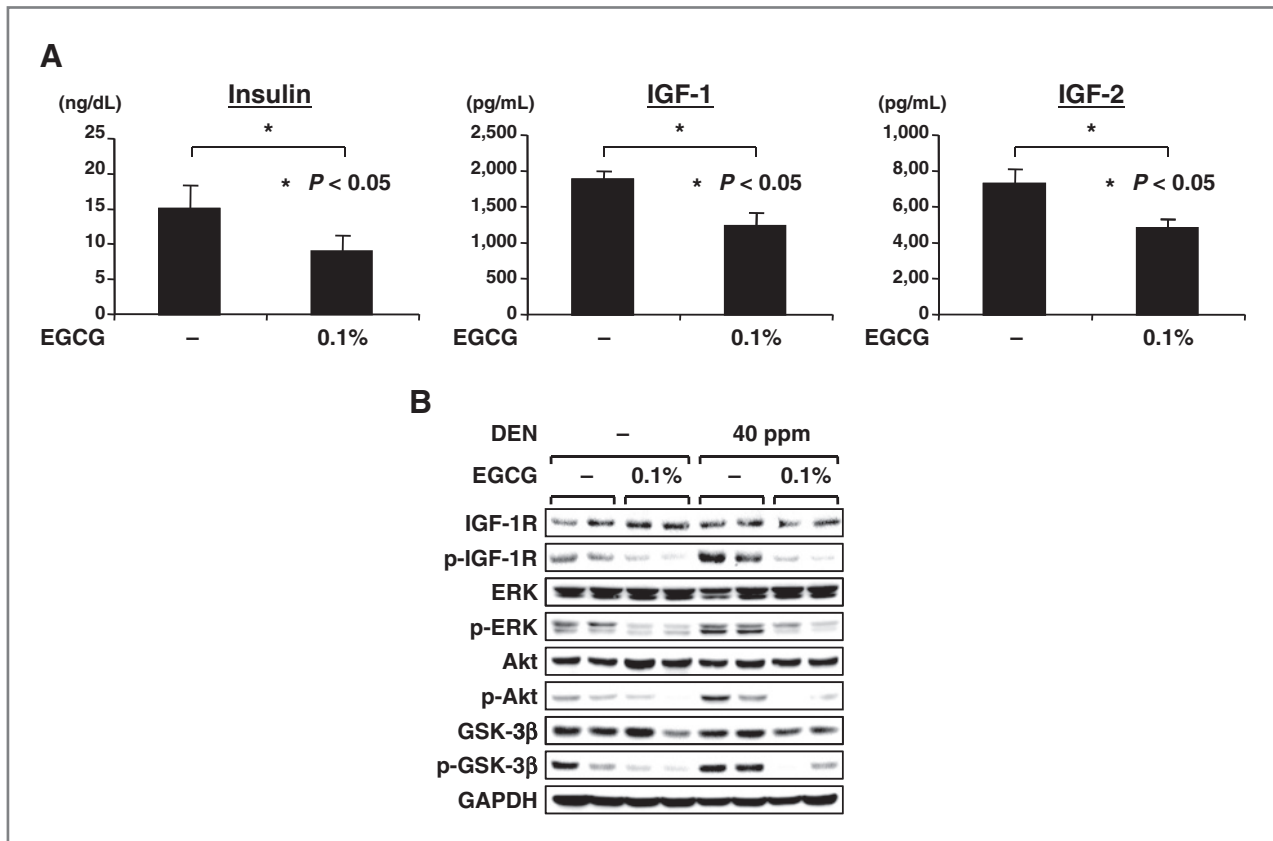 A
(ng/dL) Insulin
25
*
20
* P < 0.05
15
10
5
0
EGCG – 0.1%
(pg/mL) IGF-1
2,500
*
2,000
* P < 0.05
1,500
1,000
500
0
EGCG – 0.1%
(pg/mL) IGF-2
1,000
*
8,00
* P < 0.05
6,00
4,00
2,00
0
EGCG – 0.1%
B
DEN – 40 ppm
EGCG – 0.1% – 0.1%
IGF-1R
p-IGF-1R
ERK
p-ERK
Akt
p-Akt
GSK-3β
p-GSK-3β
GAPDH